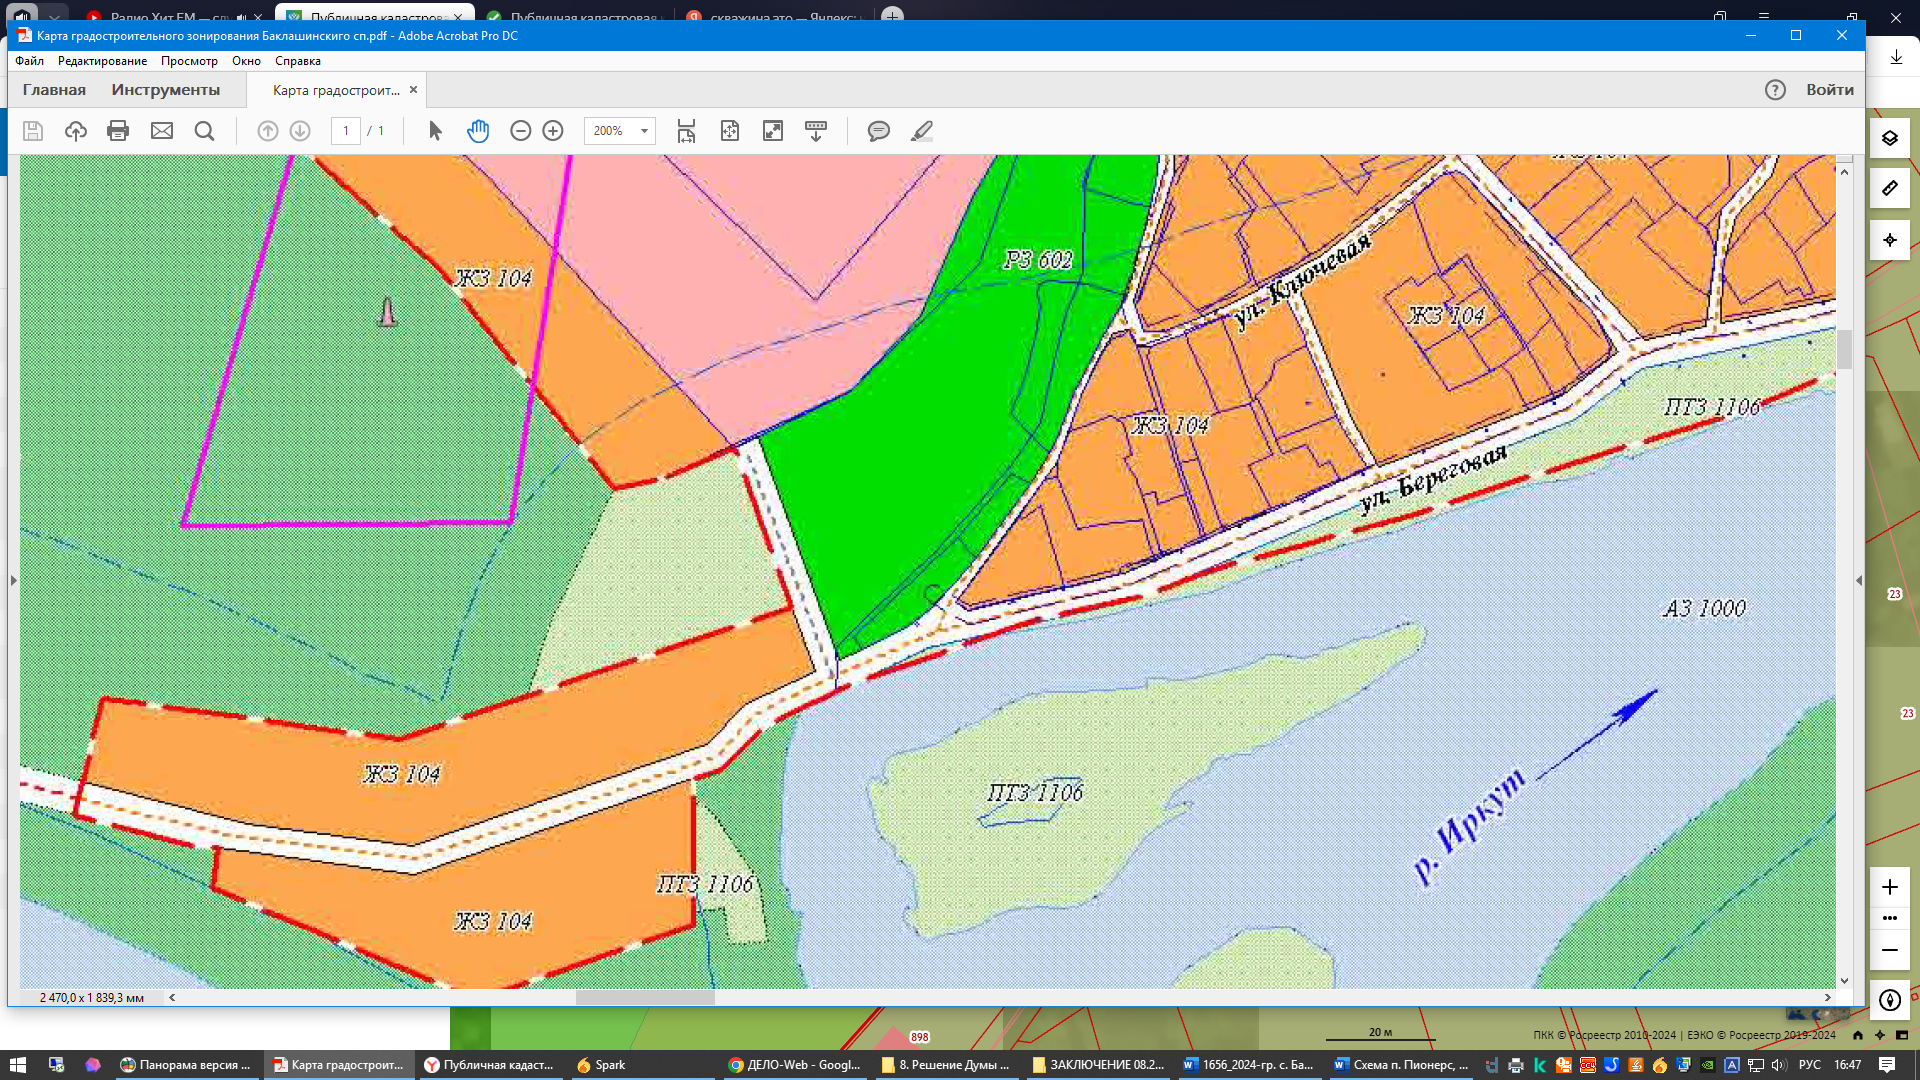 Радио Хит FM — сл
Публичная кадастров
Публичная кадастровая
скважина это — Яндекс:
Карта градостроительного зонирования Баклашинскиго сп.pdf - Adobe Acrobat Pro DC
Файл Редактирование Просмотр Окно Справка
Главная Инструменты Карта градостроит... × Войти
1 / 1 200%
ЖЗ 104
РЗ 602
ул. Ключевая
ЖЗ 104
ЖЗ 104
ПТЗ 1106
ул. Береговая
АЗ 1000
ЖЗ 104
ПТЗ 1106
р. Иркут
ПТЗ 1106
ЖЗ 104
23
23
2 470,0 x 1 839,3 мм
898
20 м
ПКК © Росреестр 2010-2024 | ЕЭКО © Росреестр 2019-2024
Панорама версия ...
Карта градостроит...
Публичная кадаст...
Spark
ДЕЛО-Web - Googl...
8. Решение Думы ...
ЗАКЛЮЧЕНИЕ 08.2...
1656_2024-гр. с. Ба...
Схема п. Пионерс, ...
РУС 16:47